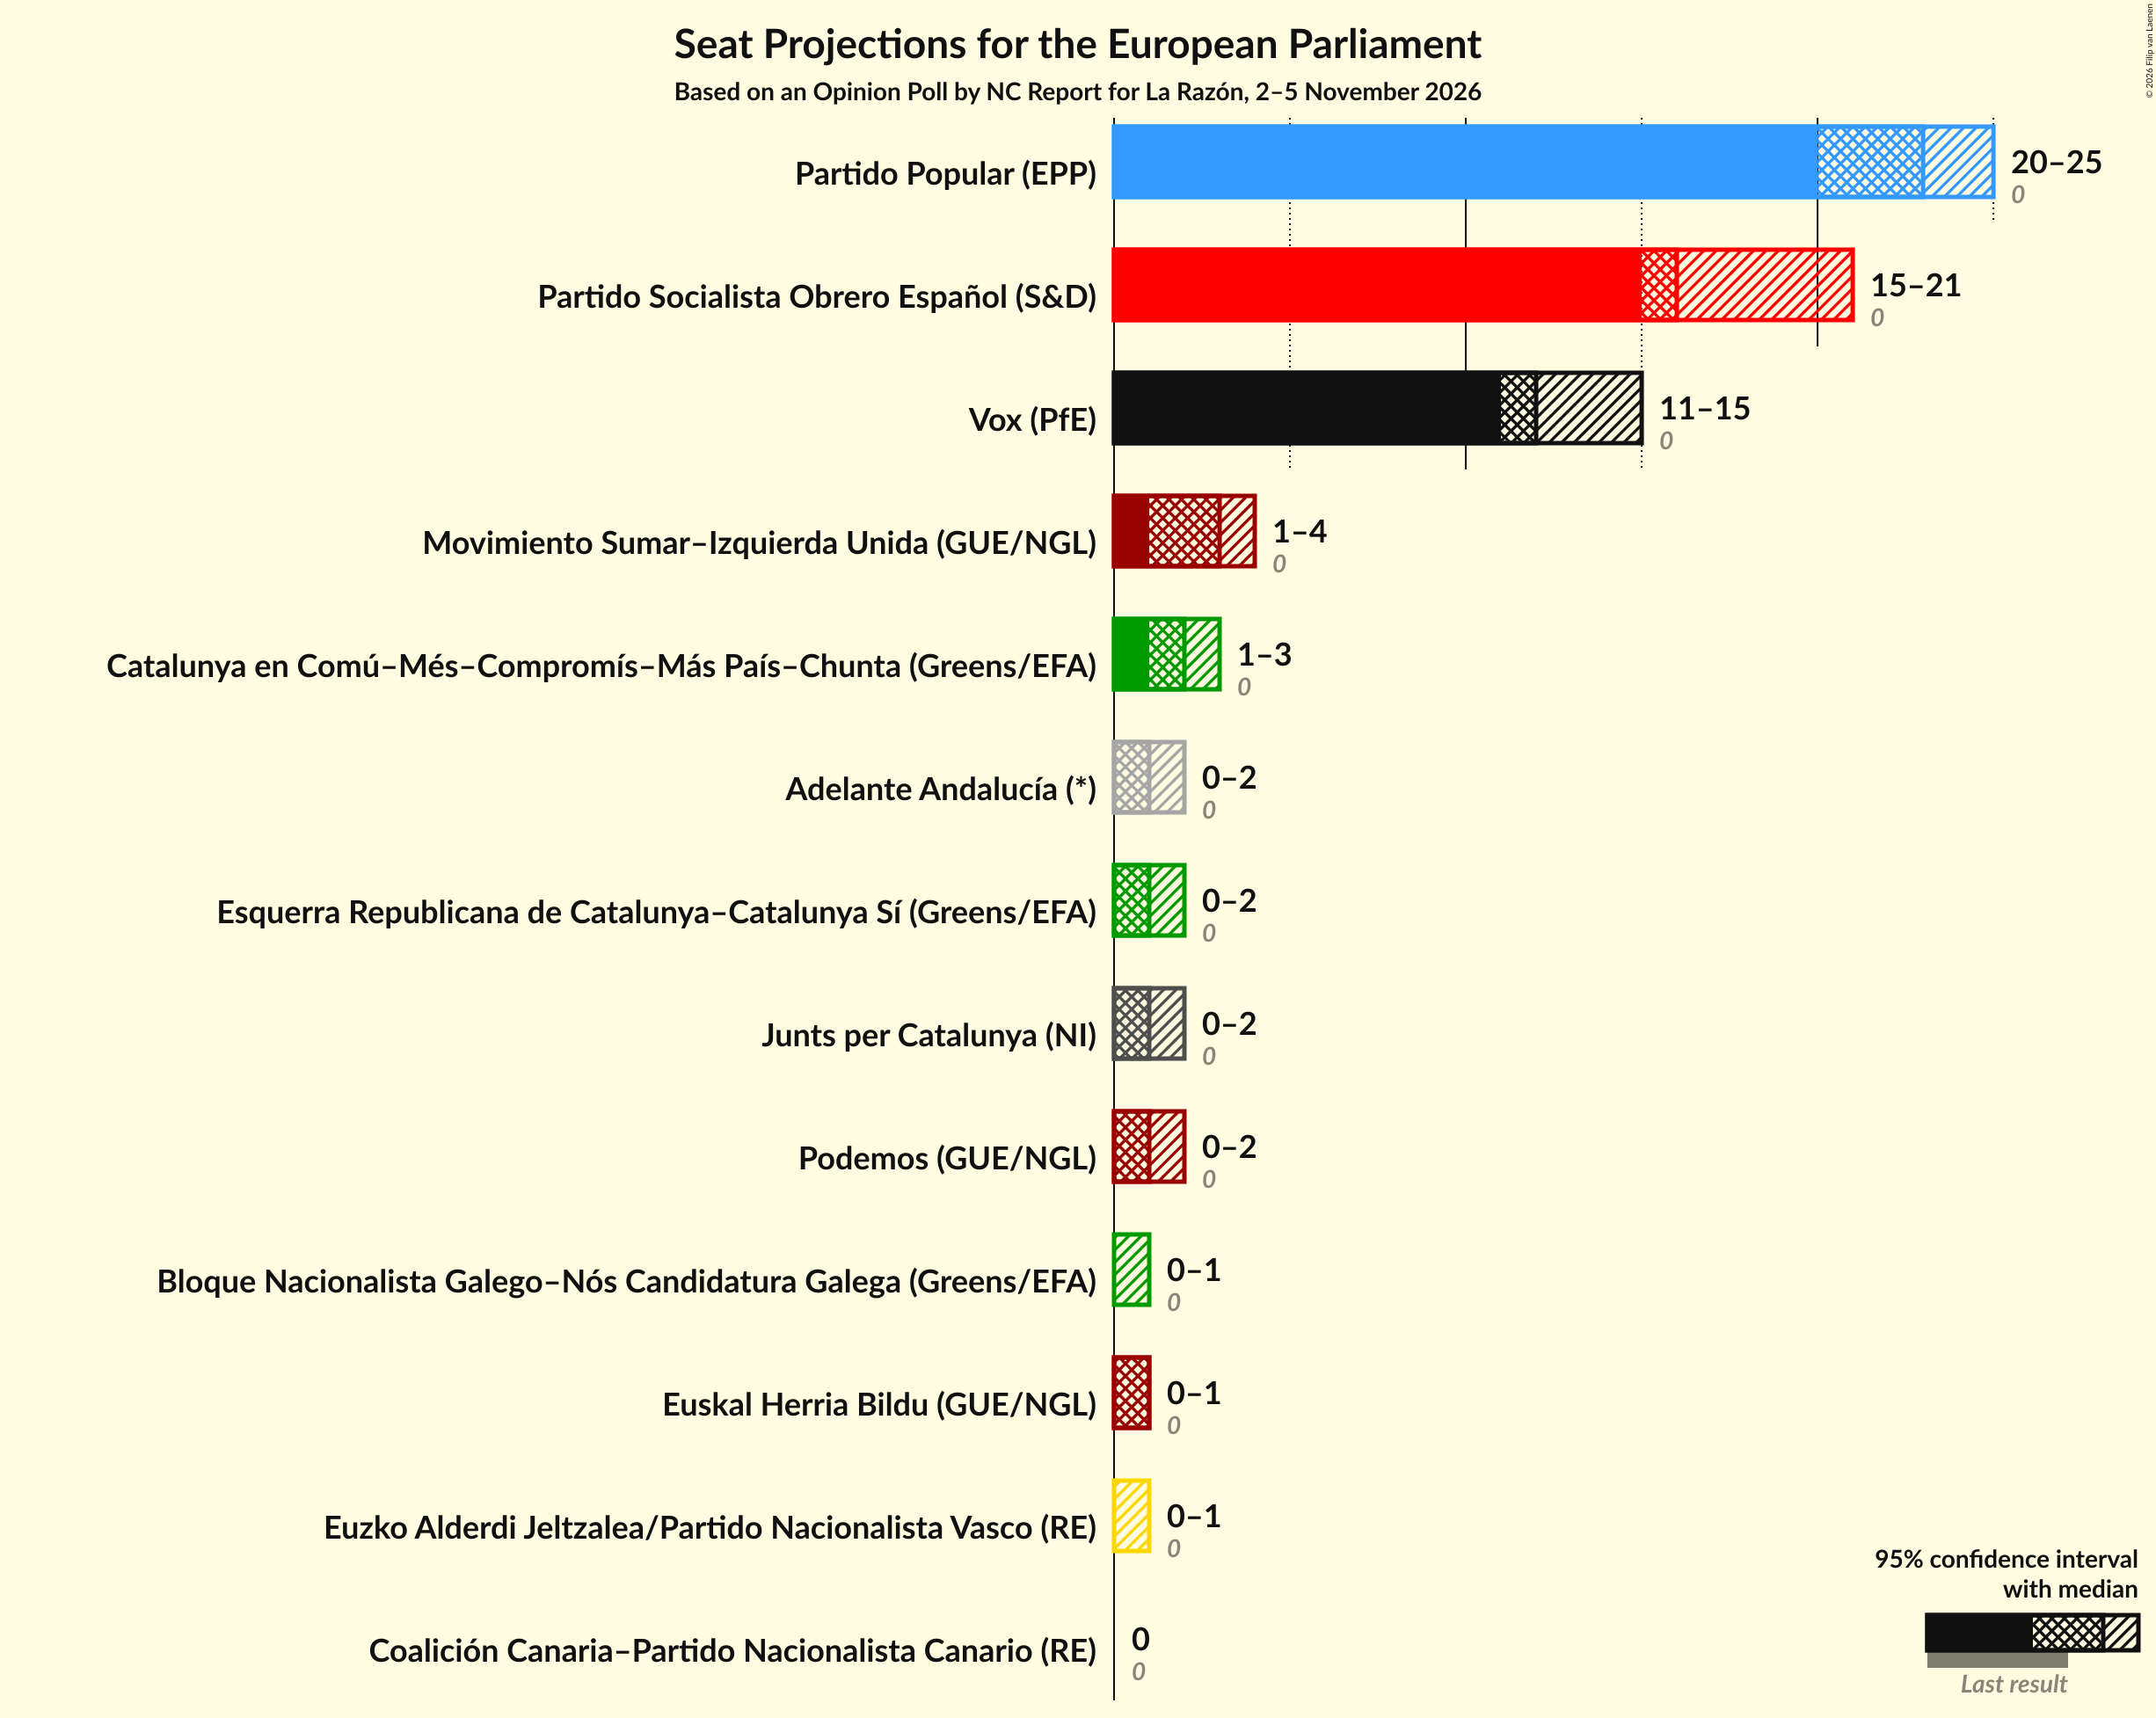 Seat Projections for the European Parliament
Based on an Opinion Poll by NC Report for La Razón, 2–5 November 2026
© 2026 Filip van Laenen
Partido Popular (EPP)
20–25
0
Partido Socialista Obrero Español (S&D)
15–21
0
Vox (PfE)
11–15
0
Movimiento Sumar–Izquierda Unida (GUE/NGL)
1–4
0
Catalunya en Comú–Més–Compromís–Más País–Chunta (Greens/EFA)
1–3
0
Adelante Andalucía (*)
0–2
0
Esquerra Republicana de Catalunya–Catalunya Sí (Greens/EFA)
0–2
0
Junts per Catalunya (NI)
0–2
0
Podemos (GUE/NGL)
0–2
0
Bloque Nacionalista Galego–Nós Candidatura Galega (Greens/EFA)
0–1
0
Euskal Herria Bildu (GUE/NGL)
0–1
0
Euzko Alderdi Jeltzalea/Partido Nacionalista Vasco (RE)
0–1
0
Coalición Canaria–Partido Nacionalista Canario (RE)
0
0
95% confidence interval
with median
Last result